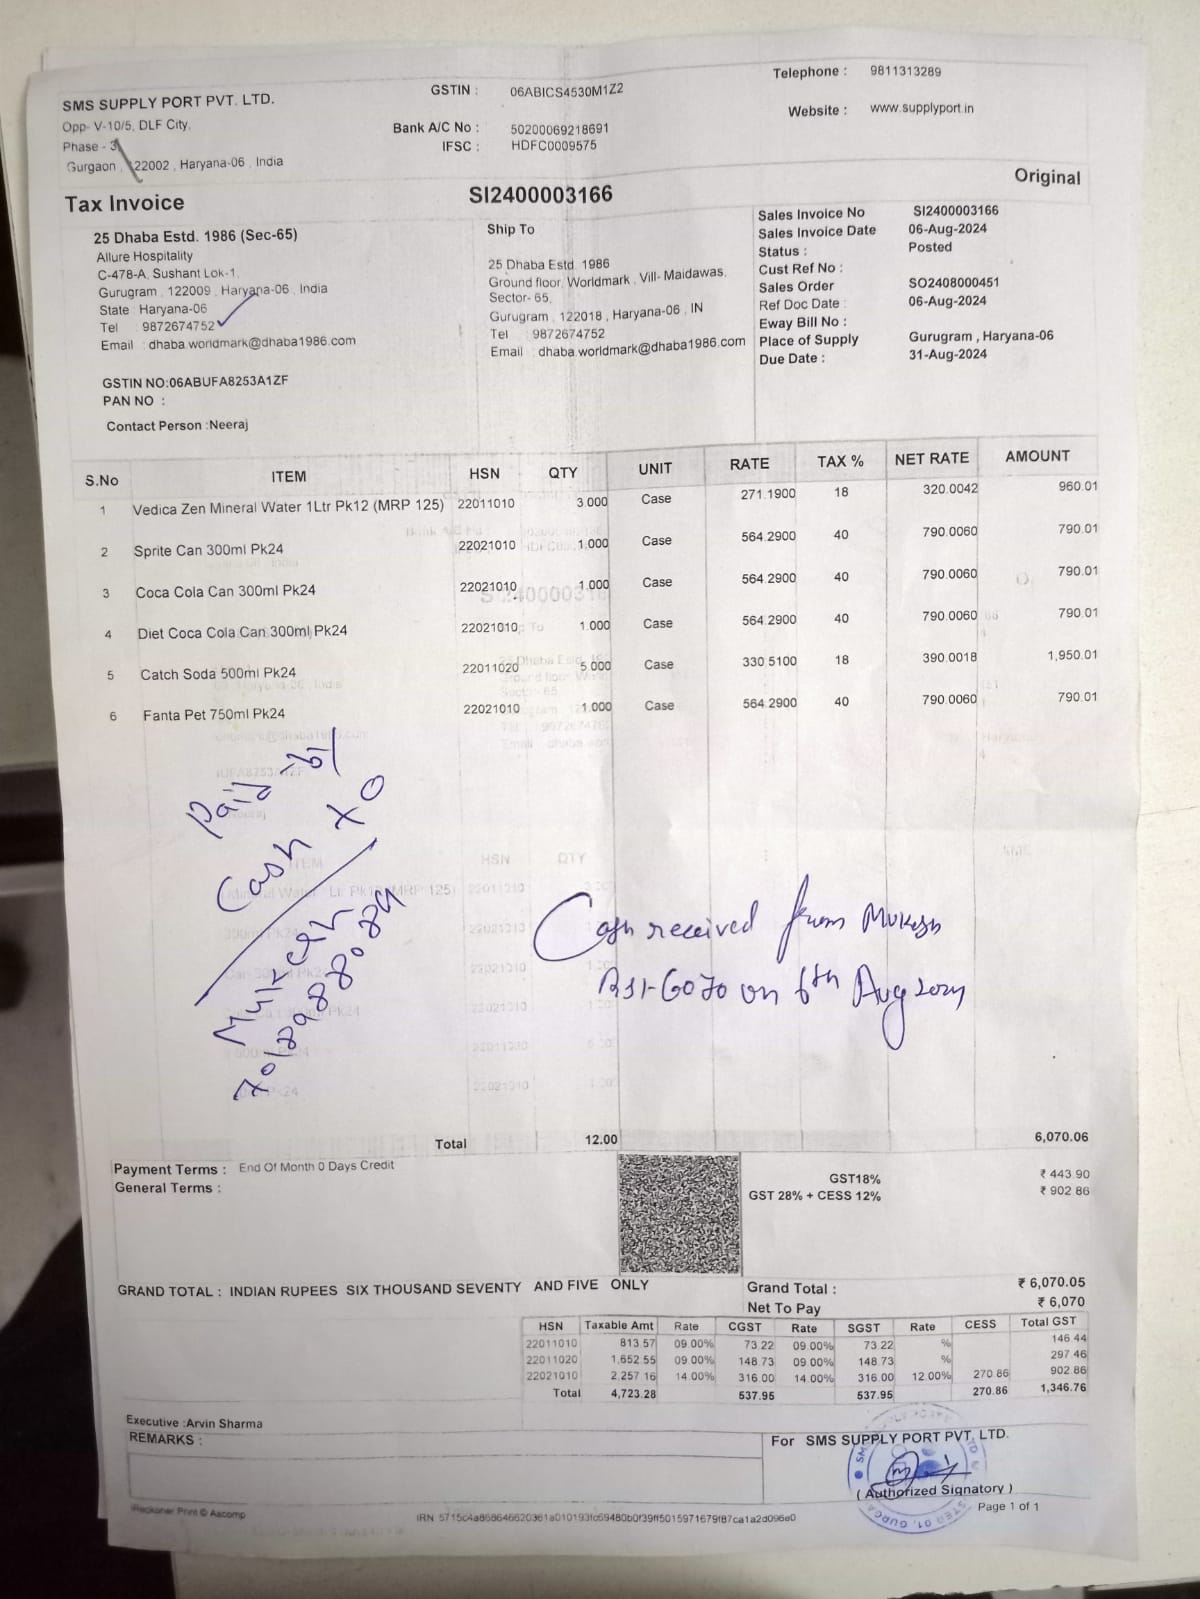 SMS SUPPLY PORT PVT. LTD.
Opp- V-10/5, DLF City,
Phase - 3
Gurgaon , 122002 , Haryana-06 , India
GSTIN : 06ABICS4530M1Z2
Bank A/C No : 50200069218691
IFSC : HDFC0009575
Telephone : 9811313289
Website : www.supplyport.in
Original
Tax Invoice
SI2400003166
25 Dhaba Estd. 1986 (Sec-65)
Allure Hospitality
C-478-A, Sushant Lok-1,
Gurugram , 122009 , Haryana-06 , India
State : Haryana-06
Tel : 9872674752
Email : dhaba.worldmark@dhaba1986.com
GSTIN NO:06ABUFA8253A1ZF
PAN NO :
Contact Person :Neeraj
Ship To
25 Dhaba Estd. 1986
Ground floor, Worldmark , Vill- Maidawas,
Sector- 65,
Gurugram , 122018 , Haryana-06 , IN
Tel : 9872674752
Email : dhaba.worldmark@dhaba1986.com
Sales Invoice No SI2400003166
Sales Invoice Date 06-Aug-2024
Status : Posted
Cust Ref No :
Sales Order SO2408000451
Ref Doc Date : 06-Aug-2024
Eway Bill No :
Place of Supply Gurugram , Haryana-06
Due Date : 31-Aug-2024
S.No ITEM HSN QTY UNIT RATE TAX % NET RATE AMOUNT
1 Vedica Zen Mineral Water 1Ltr Pk12 (MRP 125) 22011010 3.000 Case 271.1900 18 320.0042 960.01
2 Sprite Can 300ml Pk24 22021010 1.000 Case 564.2900 40 790.0060 790.01
3 Coca Cola Can 300ml Pk24 22021010 1.000 Case 564.2900 40 790.0060 790.01
4 Diet Coca Cola Can 300ml Pk24 22021010 1.000 Case 564.2900 40 790.0060 790.01
5 Catch Soda 500ml Pk24 22011020 5.000 Case 330.5100 18 390.0018 1,950.01
6 Fanta Pet 750ml Pk24 22021010 1.000 Case 564.2900 40 790.0060 790.01
Paid by
Cash
Mukesh
Cash received from Mukesh
6070 on 6th Aug 2024
Total 12.00 6,070.06
Payment Terms : End Of Month 0 Days Credit
General Terms :
GST18% ₹ 443.90
GST 28% + CESS 12% ₹ 902.86
GRAND TOTAL : INDIAN RUPEES SIX THOUSAND SEVENTY AND FIVE ONLY
Grand Total : ₹ 6,070.05
Net To Pay ₹ 6,070
HSN Taxable Amt Rate CGST Rate SGST Rate CESS Total GST
22011010 813.57 09.00% 73.22 09.00% 73.22 % 146.44
22011020 1,652.55 09.00% 148.73 09.00% 148.73 % 297.46
22021010 2,257.16 14.00% 316.00 14.00% 316.00 12.00% 270.86 902.86
Total 4,723.28 537.95 537.95 270.86 1,346.76
Executive :Arvin Sharma
REMARKS :
For SMS SUPPLY PORT PVT. LTD.
( Authorized Signatory )
iReckoner Print © Ascomp
Page 1 of 1